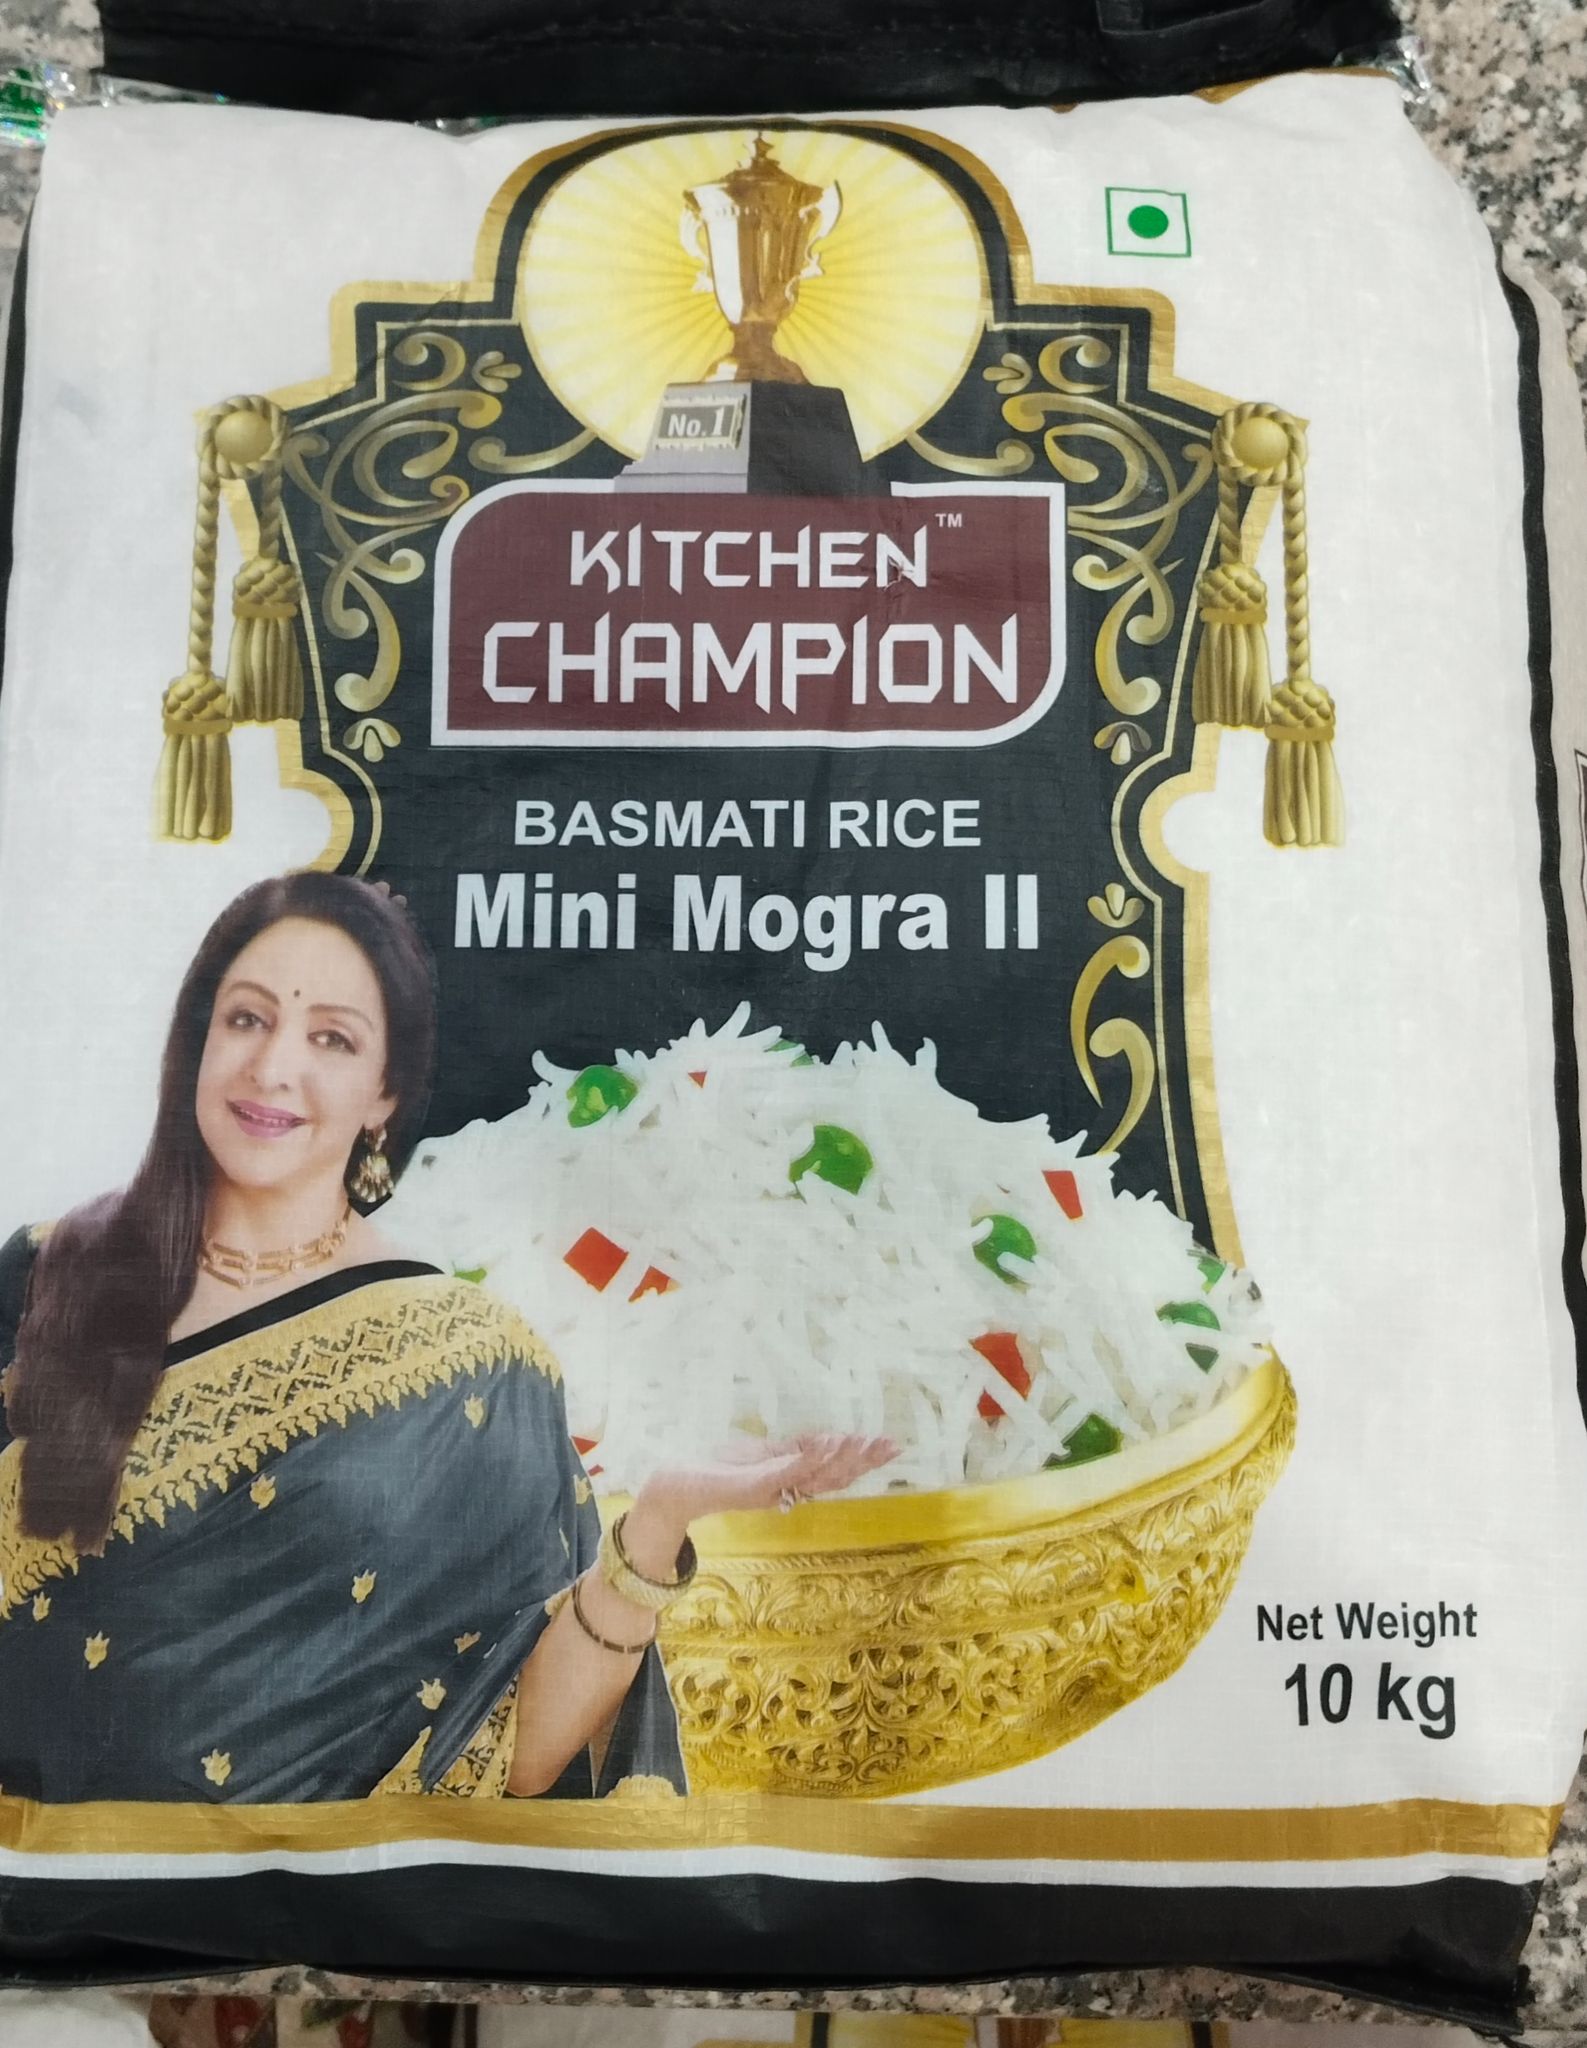 No.1
KITCHEN™
CHAMPION
BASMATI RICE
Mini Mogra II
Net Weight
10 kg